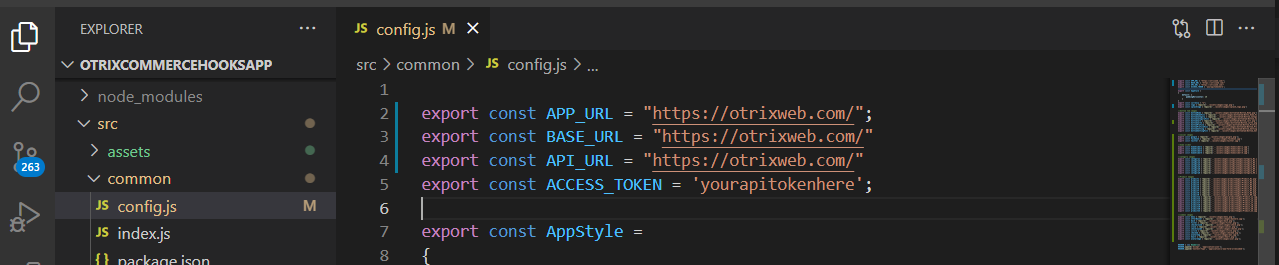 EXPLORER ...
OTRIXCOMMERCEHOOKSAPP
node_modules
src
assets
common
JS config.js M
JS index.js
{} package.json
263
JS config.js M
src > common > JS config.js > ...
1
2 export const APP_URL = "https://otrixweb.com/";
3 export const BASE_URL = "https://otrixweb.com/"
4 export const API_URL = "https://otrixweb.com/"
5 export const ACCESS_TOKEN = 'yourapitokenhere';
6
7 export const AppStyle =
8 {